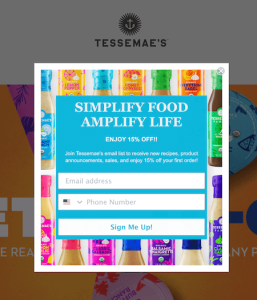 TESSEMAE'S
SIMPLIFY FOOD
AMPLIFY LIFE
ENJOY 15% OFF!!
Join Tessemae's email list to receive new recipes, product
announcements, sales, and enjoy 15% off your first order!
Email address
Phone Number
Sign Me Up!